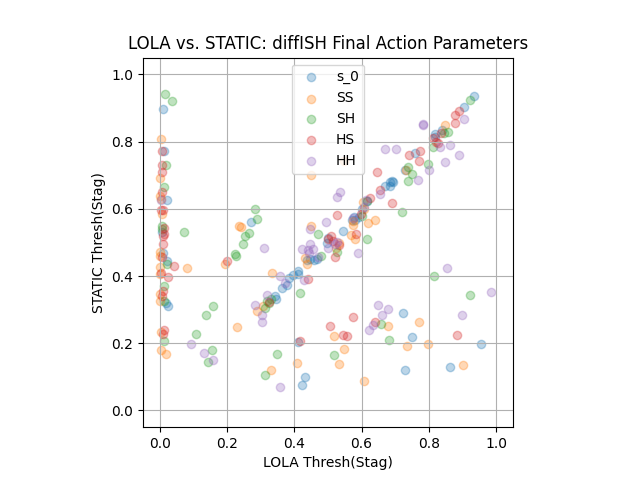 LOLA vs. STATIC: diffISH Final Action Parameters
s_0
SS
SH
HS
HH
STATIC Thresh(Stag)
1.0
0.8
0.6
0.4
0.2
0.0
0.0 0.2 0.4 0.6 0.8 1.0
LOLA Thresh(Stag)